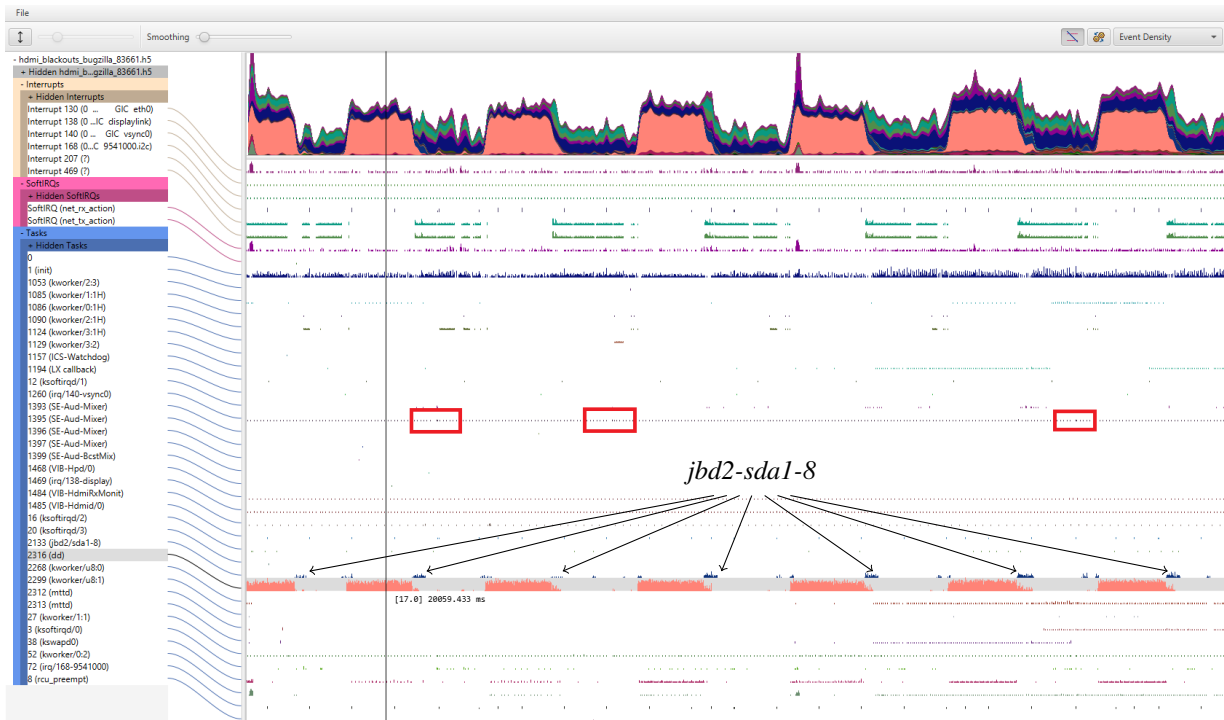 File
Smoothing
Event Density
- hdmi_blackouts_bugzilla_83661.h5
+ Hidden hdmi_b...gzilla_83661.h5
- Interrupts
+ Hidden Interrupts
Interrupt 130 (0 ... GIC eth0)
Interrupt 138 (0 ...IC displaylink)
Interrupt 140 (0 ... GIC vsync0)
Interrupt 168 (0...C 9541000.i2c)
Interrupt 207 (?)
Interrupt 469 (?)
- SoftIRQs
+ Hidden SoftIRQs
SoftIRQ (net_rx_action)
SoftIRQ (net_tx_action)
- Tasks
+ Hidden Tasks
0
1 (init)
1053 (kworker/2:3)
1085 (kworker/1:1H)
1086 (kworker/0:1H)
1090 (kworker/2:1H)
1124 (kworker/3:1H)
1129 (kworker/3:2)
1157 (ICS-Watchdog)
1194 (LX callback)
12 (ksoftirqd/1)
1260 (irq/140-vsync0)
1393 (SE-Aud-Mixer)
1395 (SE-Aud-Mixer)
1396 (SE-Aud-Mixer)
1397 (SE-Aud-Mixer)
1399 (SE-Aud-BcstMix)
1468 (VIB-Hpd/0)
1469 (irq/138-display)
1484 (VIB-HdmiRxMonit)
1485 (VIB-Hdmid/0)
16 (ksoftirqd/2)
20 (ksoftirqd/3)
2133 (jbd2/sda1-8)
2316 (dd)
2268 (kworker/u8:0)
2299 (kworker/u8:1)
2312 (mttd)
2313 (mttd)
27 (kworker/1:1)
3 (ksoftirqd/0)
38 (kswapd0)
52 (kworker/0:2)
72 (irq/168-9541000)
8 (rcu_preempt)
jbd2-sda1-8
[17.0] 20059.433 ms